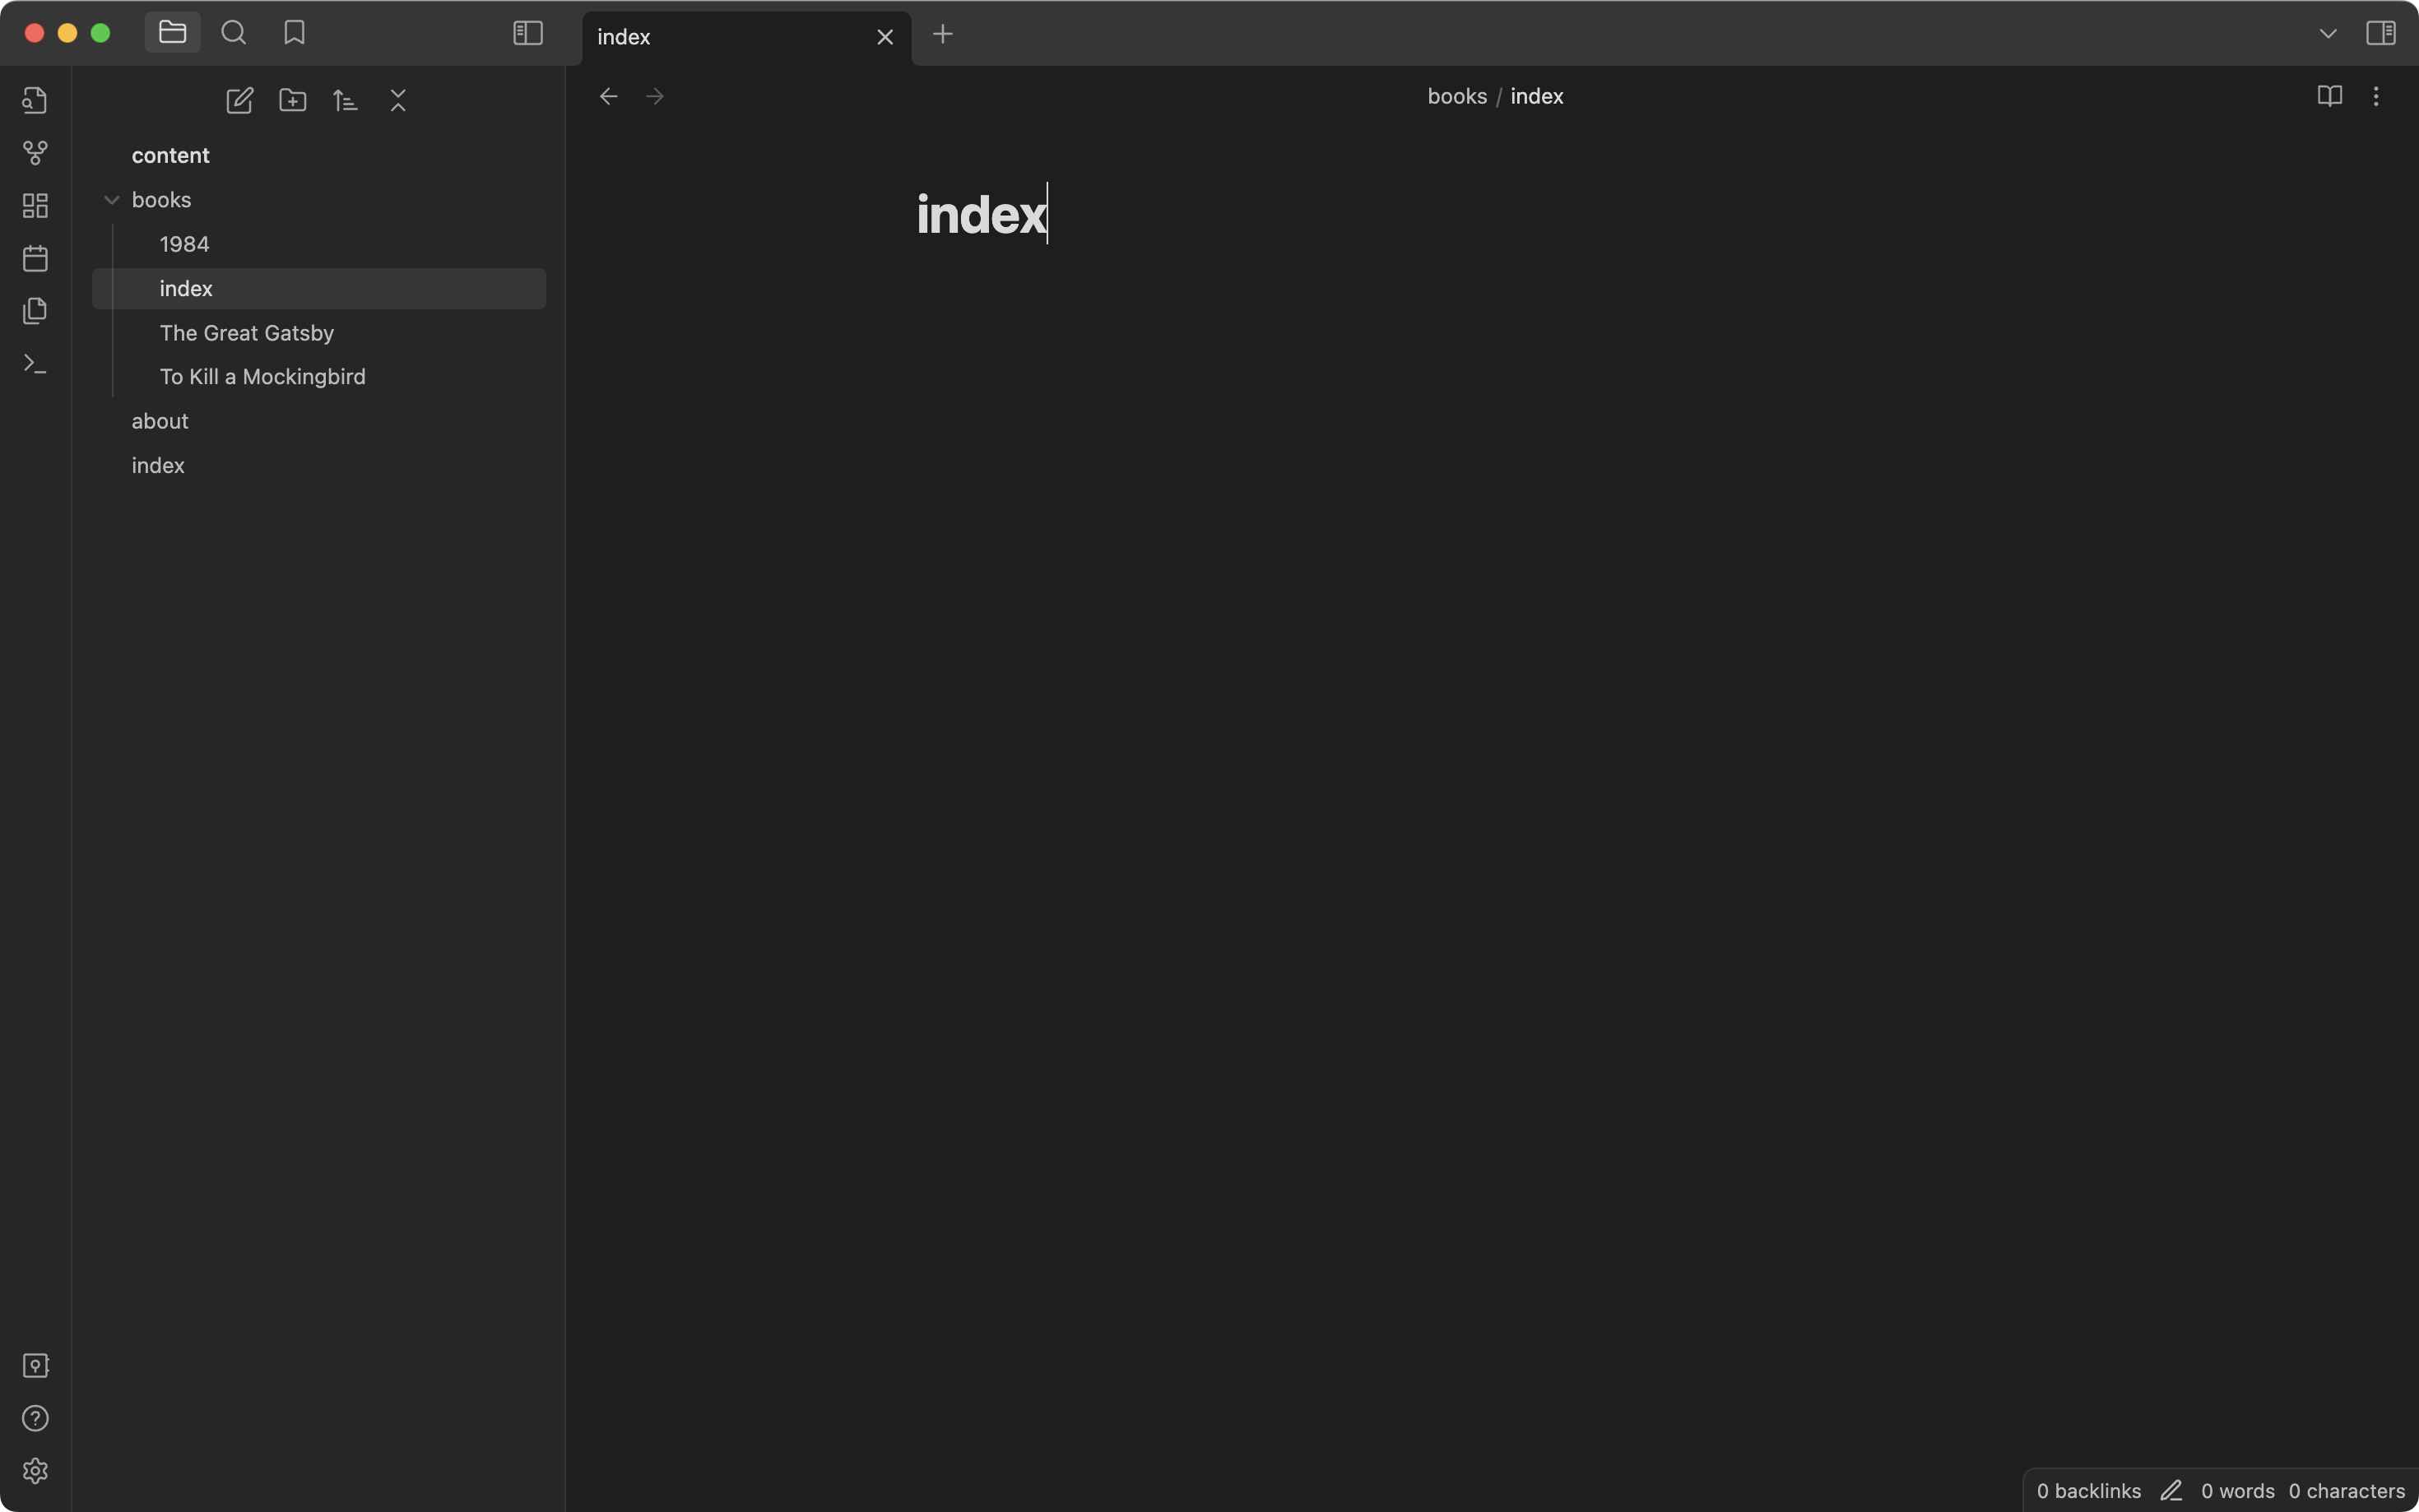 index
books / index
content
books
1984
index
The Great Gatsby
To Kill a Mockingbird
about
index
index
0 backlinks 0 words 0 characters